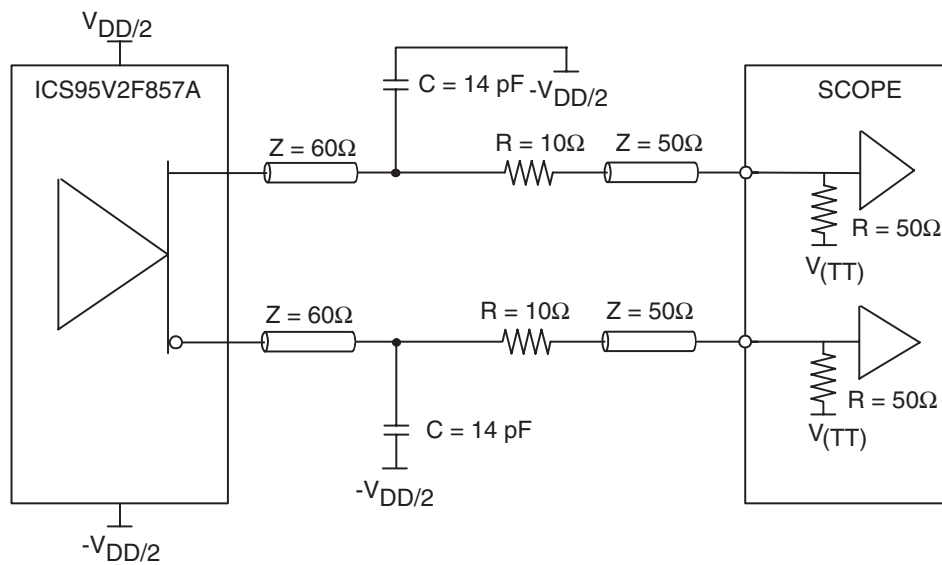 VDD/2
ICS95V2F857A
C = 14 pF
-VDD/2
SCOPE
Z = 60Ω
R = 10Ω
Z = 50Ω
R = 50Ω
V(TT)
Z = 60Ω
R = 10Ω
Z = 50Ω
R = 50Ω
V(TT)
C = 14 pF
-VDD/2
-VDD/2